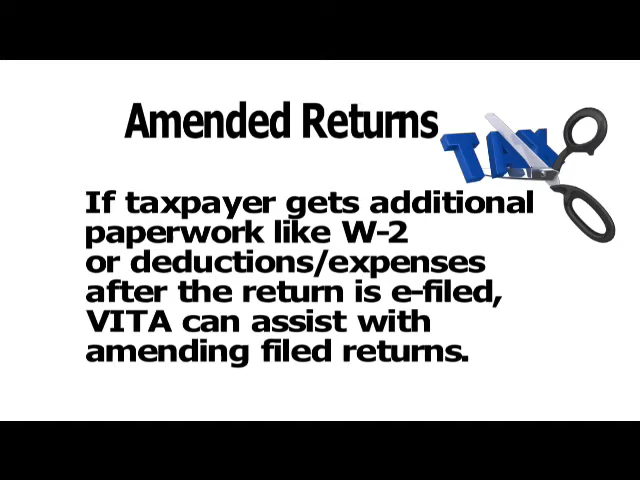 Amended Returns
TAX
If taxpayer gets additional
paperwork like W-2
or deductions/expenses
after the return is e-filed,
VITA can assist with
amending filed returns.